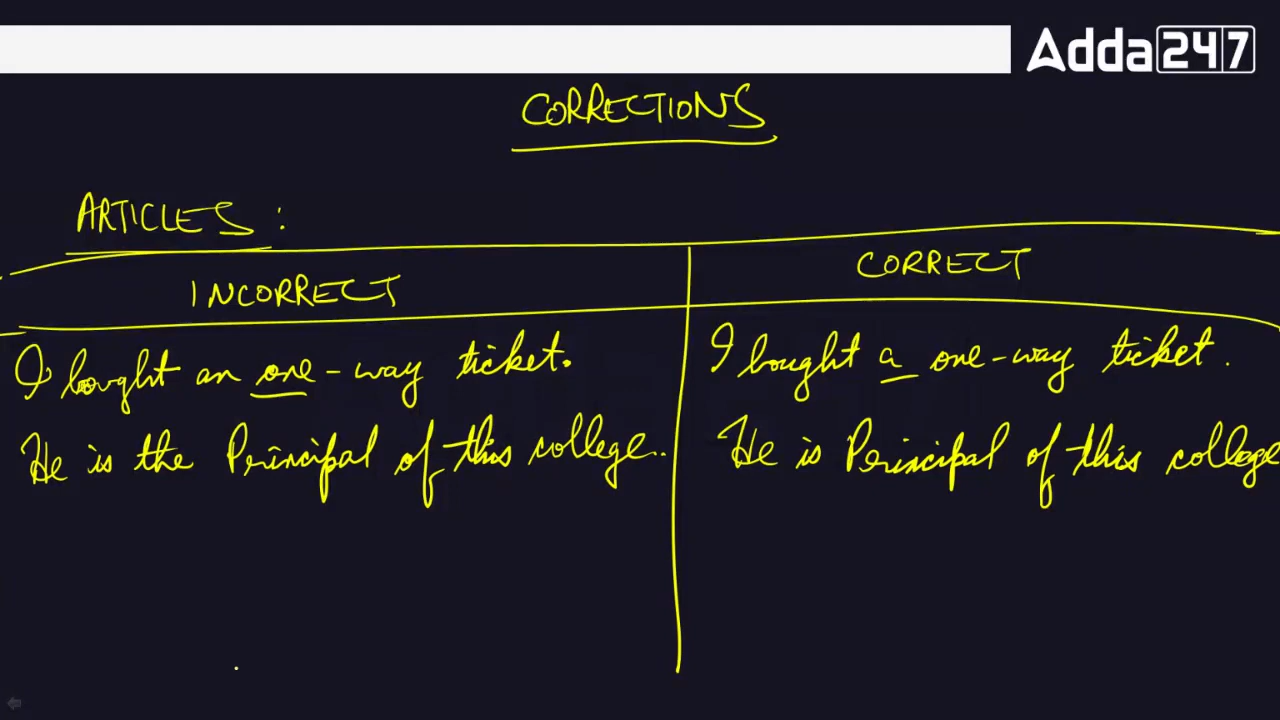 Adda247
CORRECTIONS
ARTICLES :
INCORRECT
CORRECT
I bought an one-way ticket.
I bought a one-way ticket.
He is the Principal of this college..
He is Principal of this college